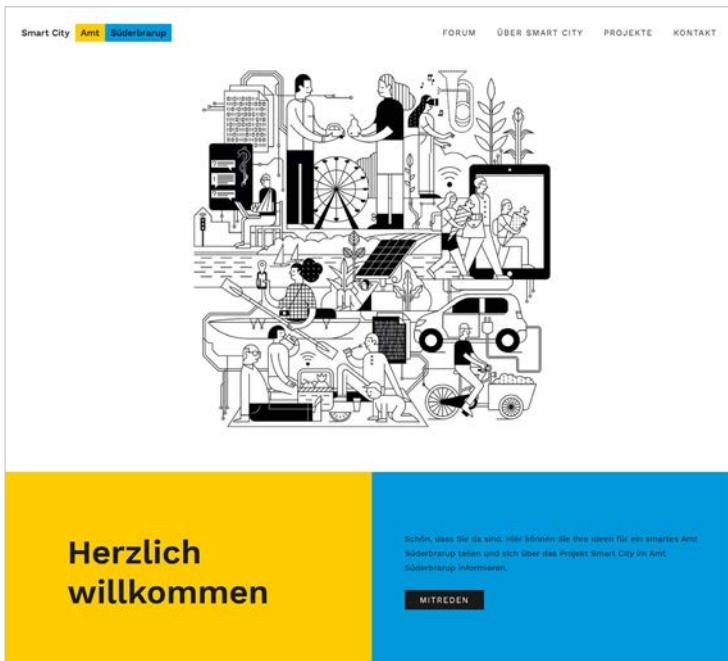 Smart City Amt Süderbrarup
FORUM ÜBER SMART CITY PROJEKTE KONTAKT
Herzlich
willkommen
Schön, dass Sie da sind. Hier können Sie Ihre Ideen für ein smartes Amt
Süderbrarup teilen und sich über das Projekt Smart City im Amt
Süderbrarup informieren.
MITREDEN